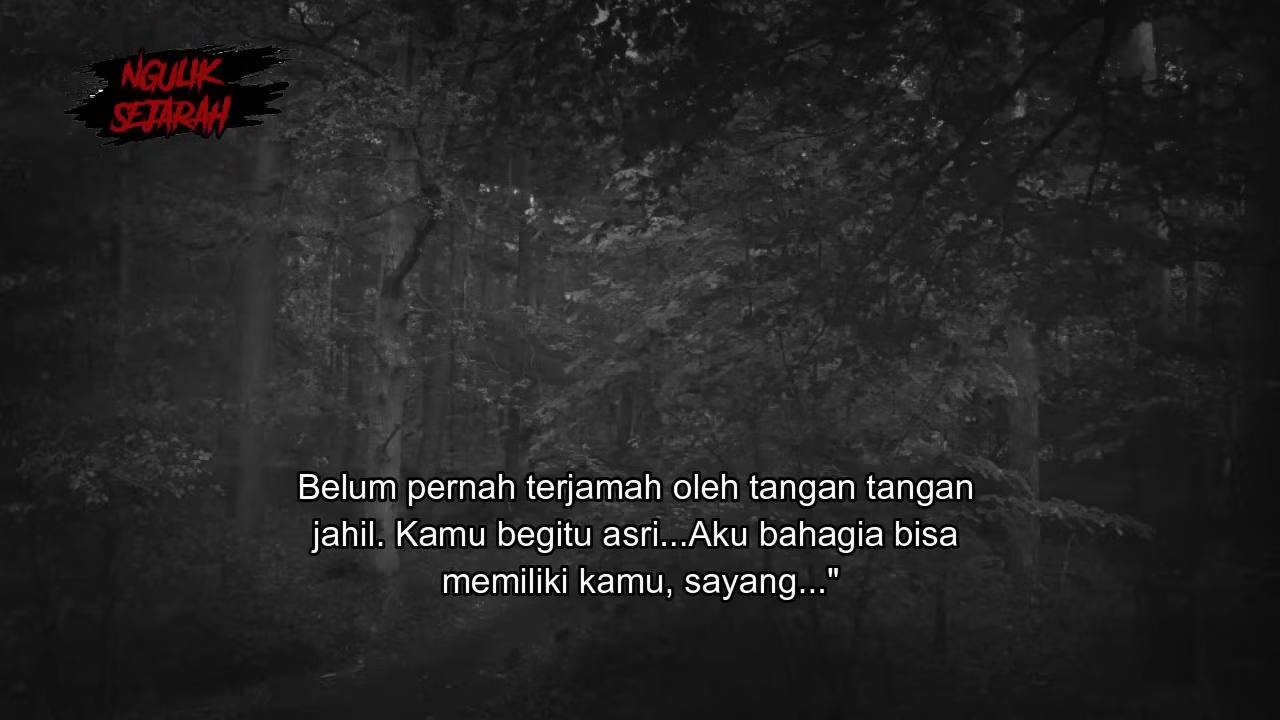 NGULIK
SEJARAH
Belum pernah terjamah oleh tangan tangan
jahil. Kamu begitu asri...Aku bahagia bisa
memiliki kamu, sayang..."